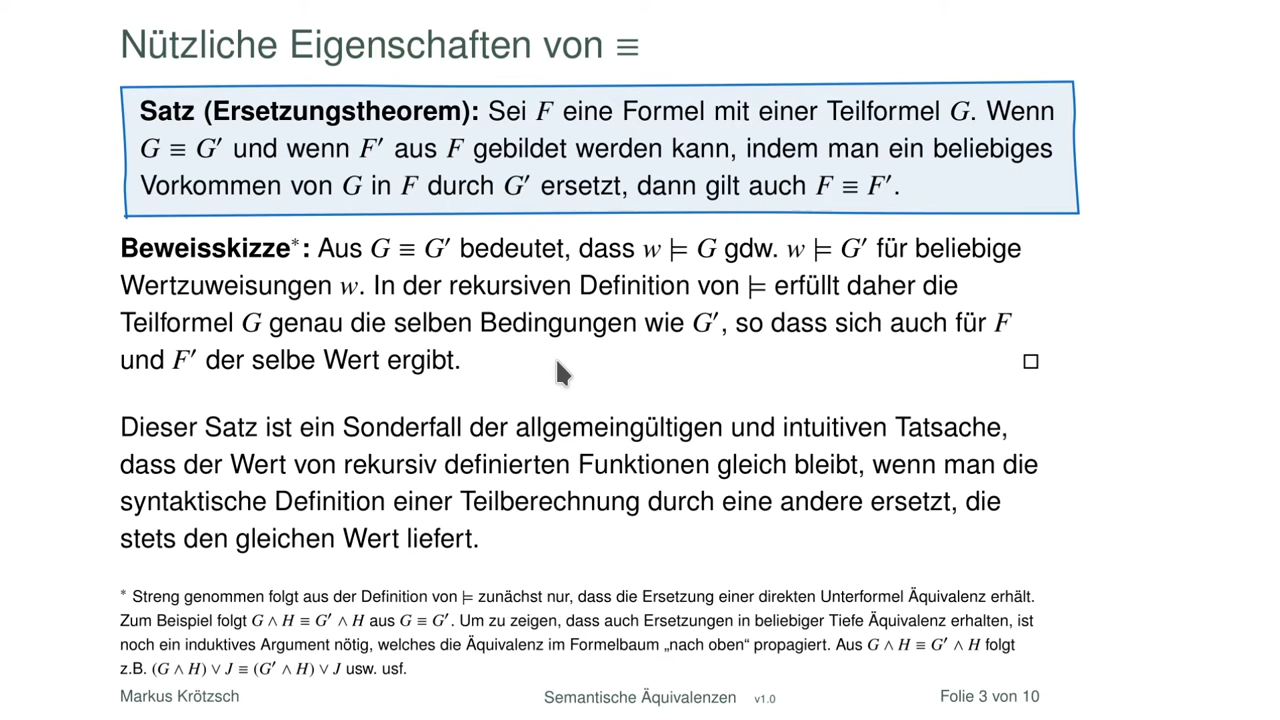 Nützliche Eigenschaften von ≡
Satz (Ersetzungstheorem): Sei F eine Formel mit einer Teilformel G. Wenn
G ≡ G′ und wenn F′ aus F gebildet werden kann, indem man ein beliebiges
Vorkommen von G in F durch G′ ersetzt, dann gilt auch F ≡ F′.
Beweisskizze*: Aus G ≡ G′ bedeutet, dass w ⊨ G gdw. w ⊨ G′ für beliebige
Wertzuweisungen w. In der rekursiven Definition von ⊨ erfüllt daher die
Teilformel G genau die selben Bedingungen wie G′, so dass sich auch für F
und F′ der selbe Wert ergibt. □
Dieser Satz ist ein Sonderfall der allgemeingültigen und intuitiven Tatsache,
dass der Wert von rekursiv definierten Funktionen gleich bleibt, wenn man die
syntaktische Definition einer Teilberechnung durch eine andere ersetzt, die
stets den gleichen Wert liefert.
* Streng genommen folgt aus der Definition von ⊨ zunächst nur, dass die Ersetzung einer direkten Unterformel Äquivalenz erhält.
Zum Beispiel folgt G ∧ H ≡ G′ ∧ H aus G ≡ G′. Um zu zeigen, dass auch Ersetzungen in beliebiger Tiefe Äquivalenz erhalten, ist
noch ein induktives Argument nötig, welches die Äquivalenz im Formelbaum „nach oben“ propagiert. Aus G ∧ H ≡ G′ ∧ H folgt
z.B. (G ∧ H) ∨ J ≡ (G′ ∧ H) ∨ J usw. usf.
Markus Krötzsch Semantische Äquivalenzen v1.0 Folie 3 von 10